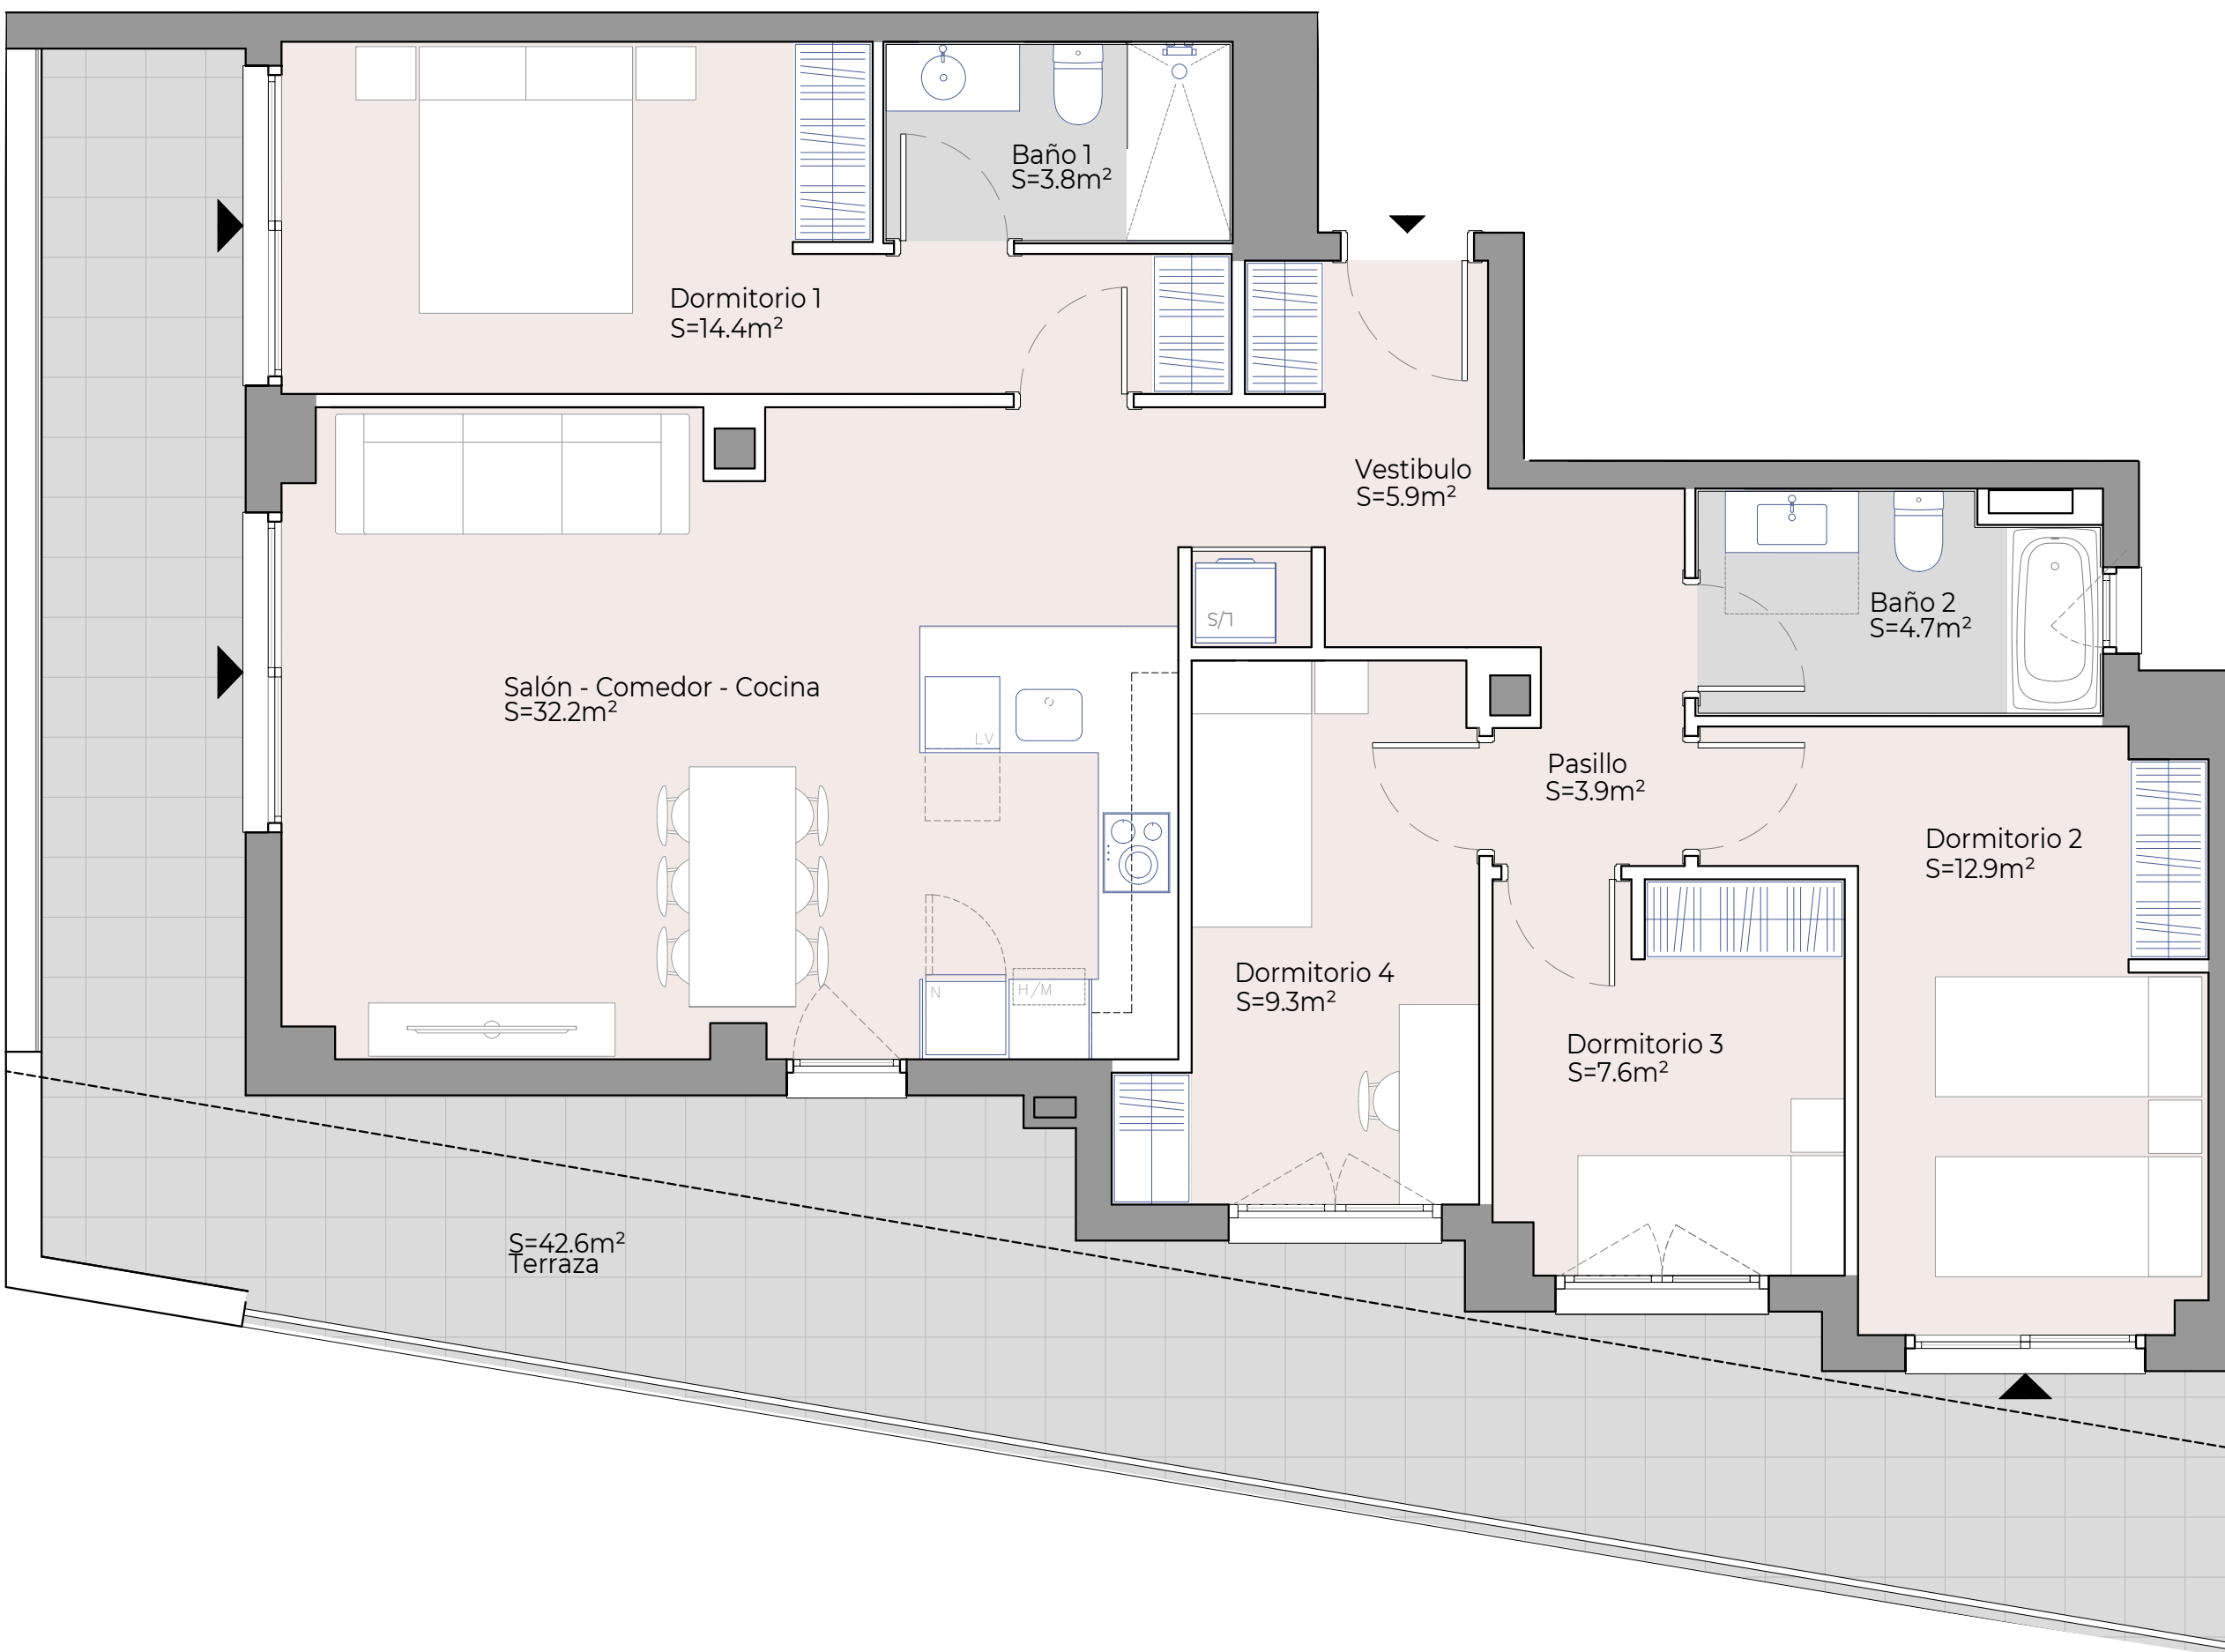 Baño 1
S=3.8m²
Dormitorio 1
S=14.4m²
Vestibulo
S=5.9m²
Baño 2
S=4.7m²
S/L
Salón - Comedor - Cocina
S=32.2m²
LV
Pasillo
S=3.9m²
Dormitorio 2
S=12.9m²
Dormitorio 4
S=9.3m²
N
H/M
Dormitorio 3
S=7.6m²
S=42.6m²
Terraza